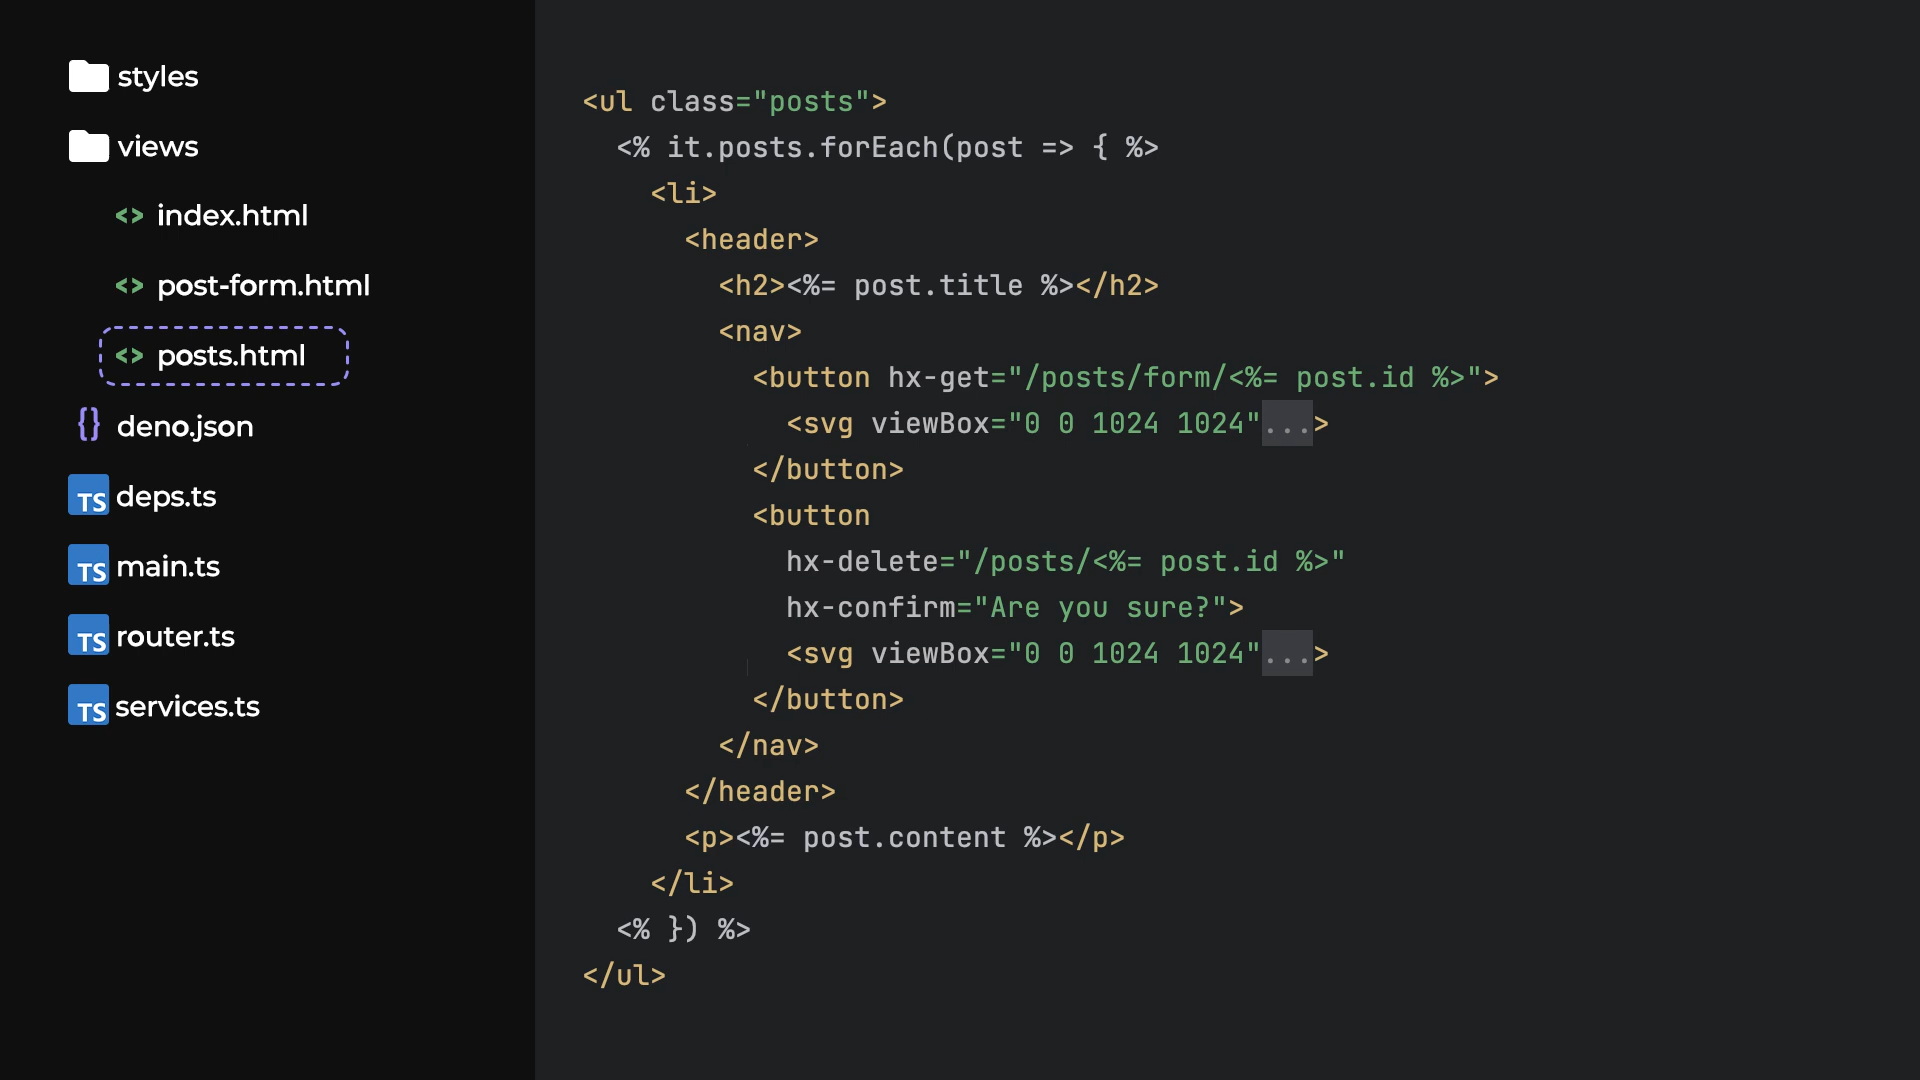 styles
views
<> index.html
<> post-form.html
<> posts.html
{} deno.json
TS deps.ts
TS main.ts
TS router.ts
TS services.ts
<ul class="posts">
  <% it.posts.forEach(post => { %>
    <li>
      <header>
        <h2><%= post.title %></h2>
        <nav>
          <button hx-get="/posts/form/<%= post.id %>">
            <svg viewBox="0 0 1024 1024"...>
          </button>
          <button
            hx-delete="/posts/<%= post.id %>"
            hx-confirm="Are you sure?">
            <svg viewBox="0 0 1024 1024"...>
          </button>
        </nav>
      </header>
      <p><%= post.content %></p>
    </li>
  <% }) %>
</ul>